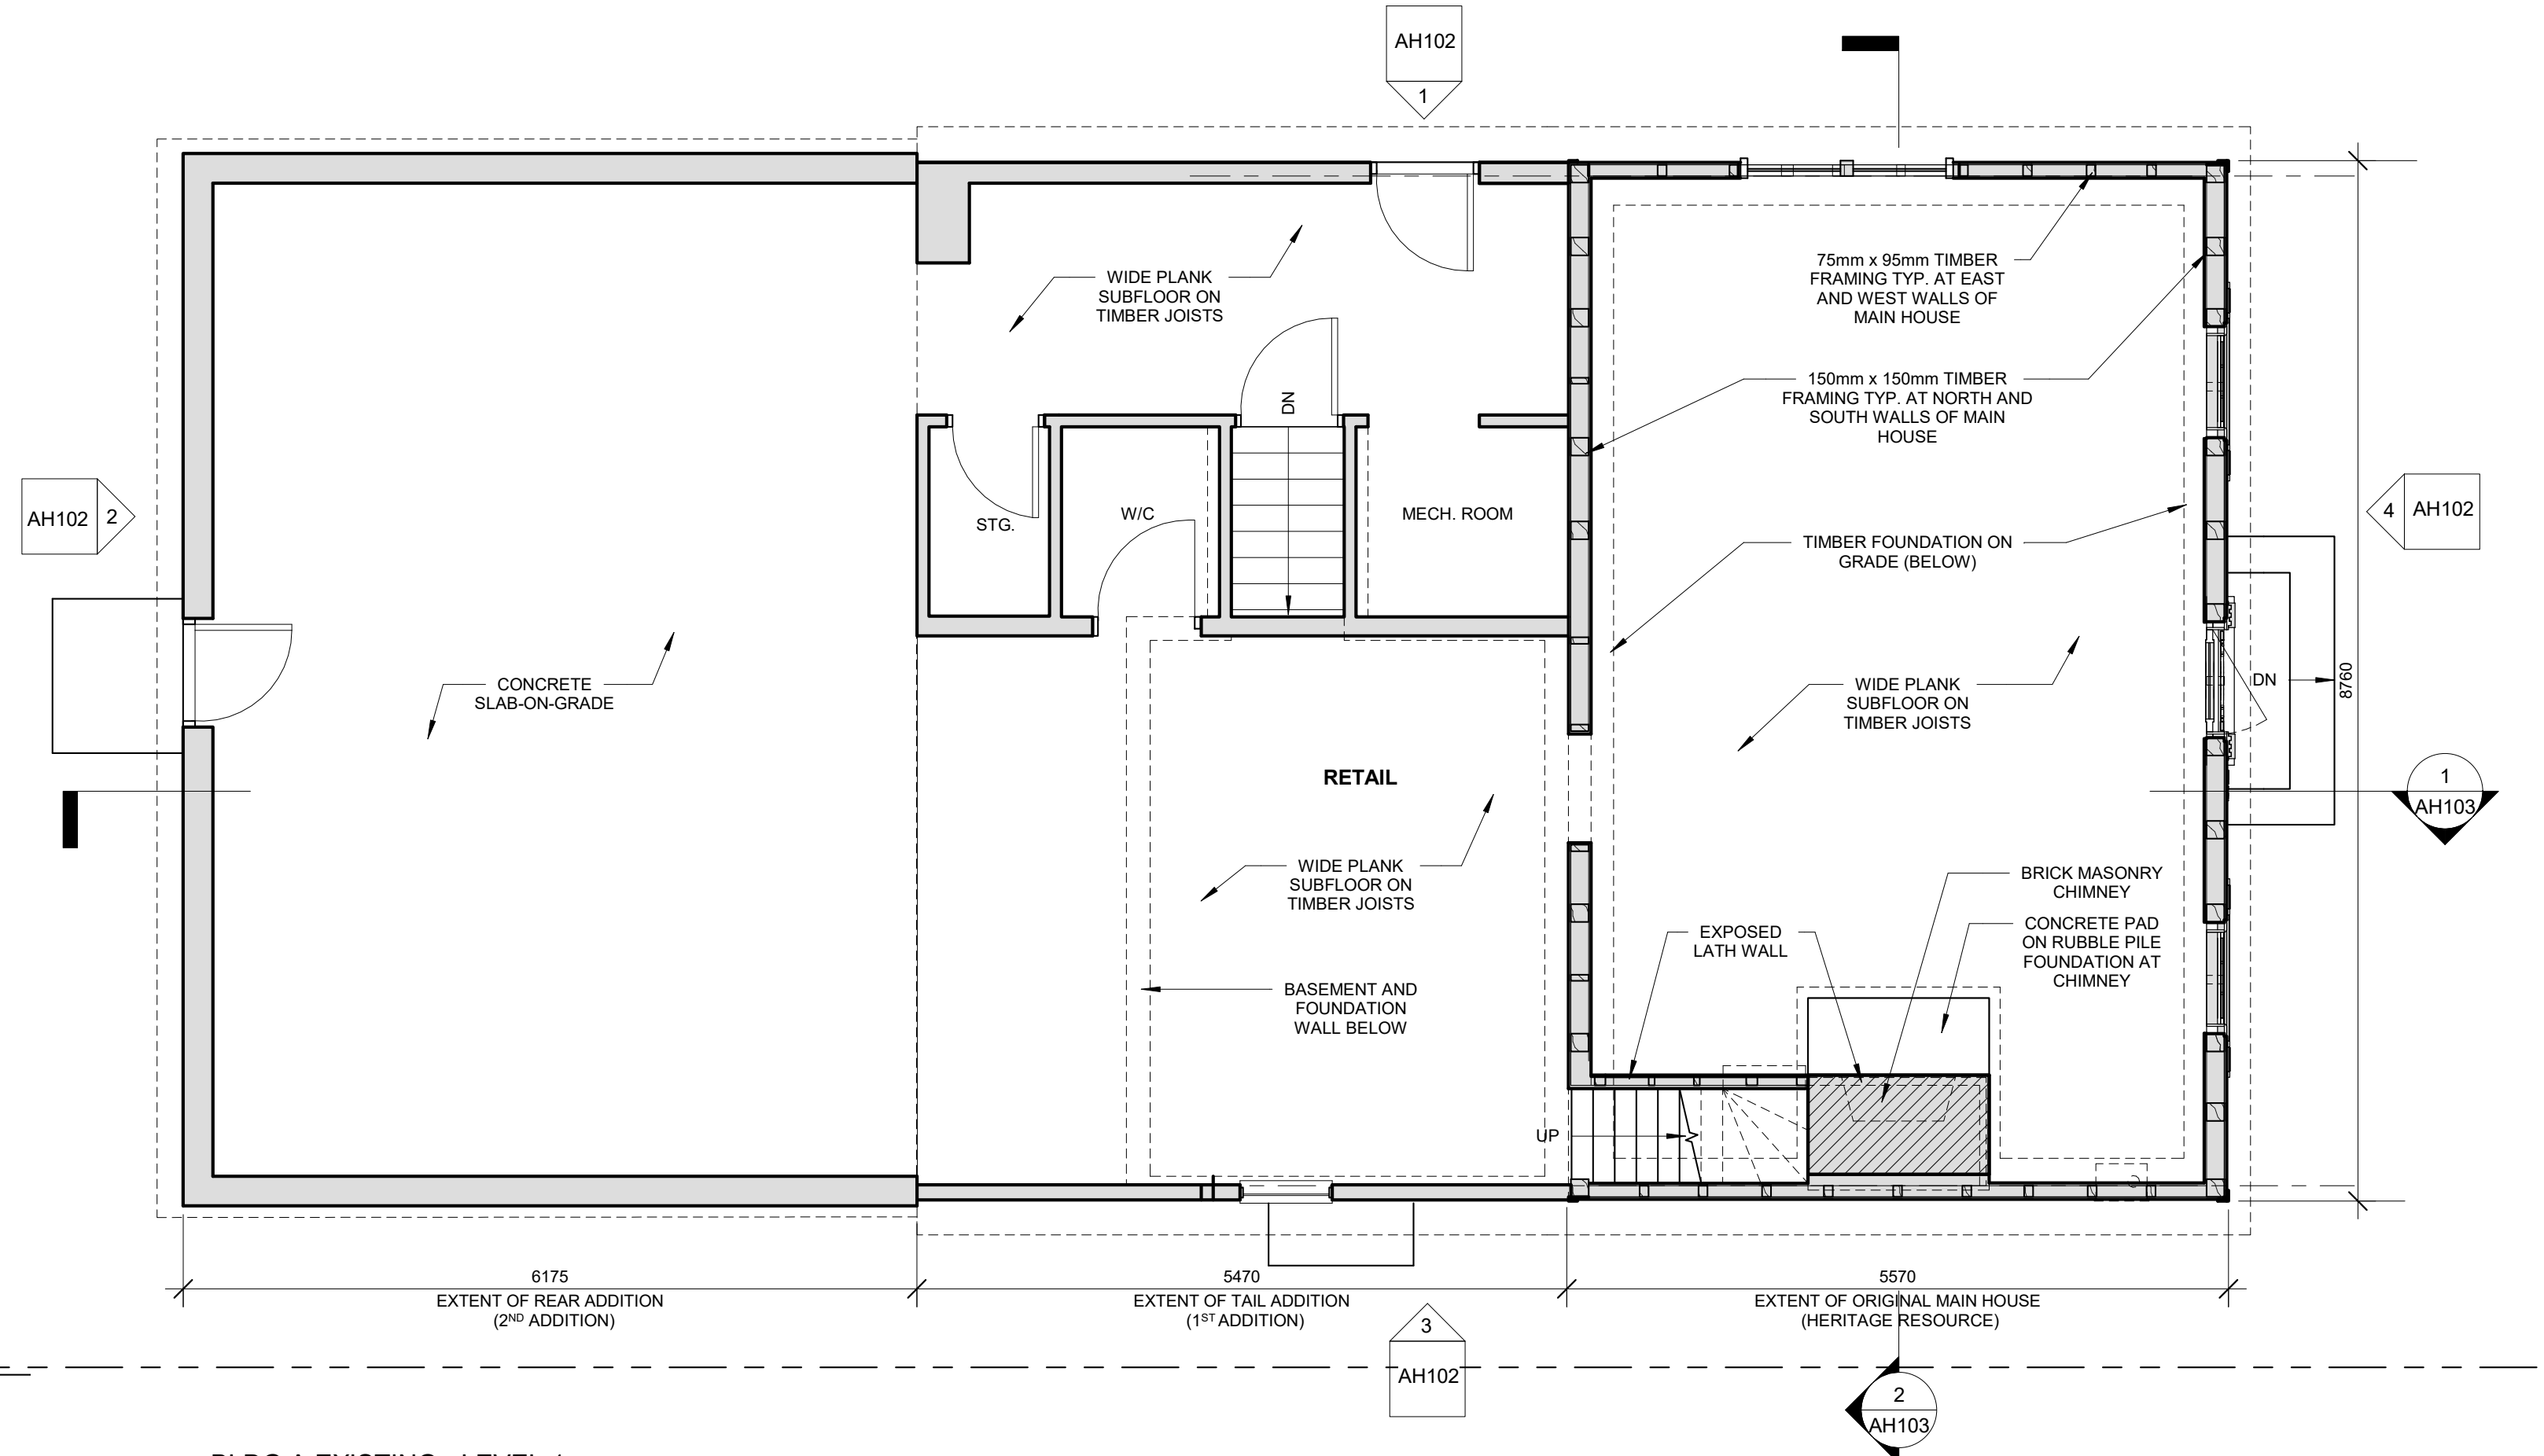 AH102
1
WIDE PLANK
SUBFLOOR ON
TIMBER JOISTS
75mm x 95mm TIMBER
FRAMING TYP. AT EAST
AND WEST WALLS OF
MAIN HOUSE
150mm x 150mm TIMBER
FRAMING TYP. AT NORTH AND
SOUTH WALLS OF MAIN
HOUSE
DN
AH102 2
STG.
W/C
MECH. ROOM
4 AH102
TIMBER FOUNDATION ON
GRADE (BELOW)
CONCRETE
SLAB-ON-GRADE
WIDE PLANK
SUBFLOOR ON
TIMBER JOISTS
DN
8760
RETAIL
1
AH103
WIDE PLANK
SUBFLOOR ON
TIMBER JOISTS
BRICK MASONRY
CHIMNEY
EXPOSED
LATH WALL
CONCRETE PAD
ON RUBBLE PILE
FOUNDATION AT
CHIMNEY
BASEMENT AND
FOUNDATION
WALL BELOW
UP
6175
EXTENT OF REAR ADDITION
(2ND ADDITION)
5470
EXTENT OF TAIL ADDITION
(1ST ADDITION)
5570
EXTENT OF ORIGINAL MAIN HOUSE
(HERITAGE RESOURCE)
3
AH102
2
AH103